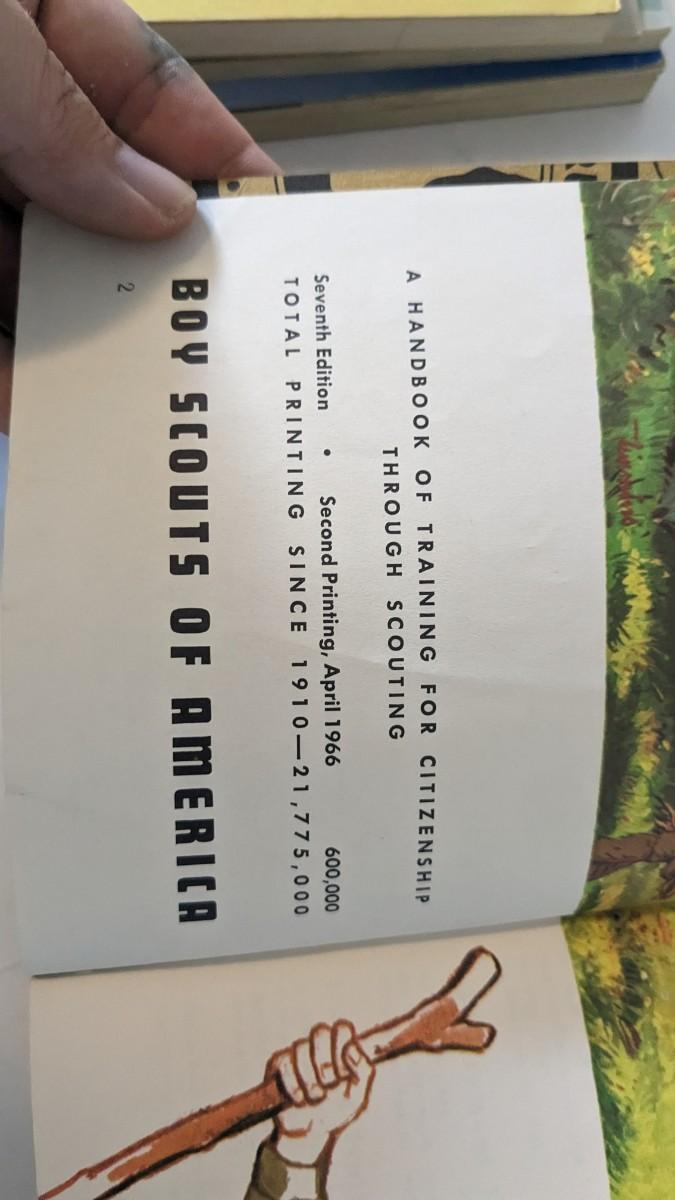 A HANDBOOK OF TRAINING FOR CITIZENSHIP
THROUGH SCOUTING
Seventh Edition • Second Printing, April 1966 600,000
TOTAL PRINTING SINCE 1910—21,775,000
BOY SCOUTS OF AMERICA
2